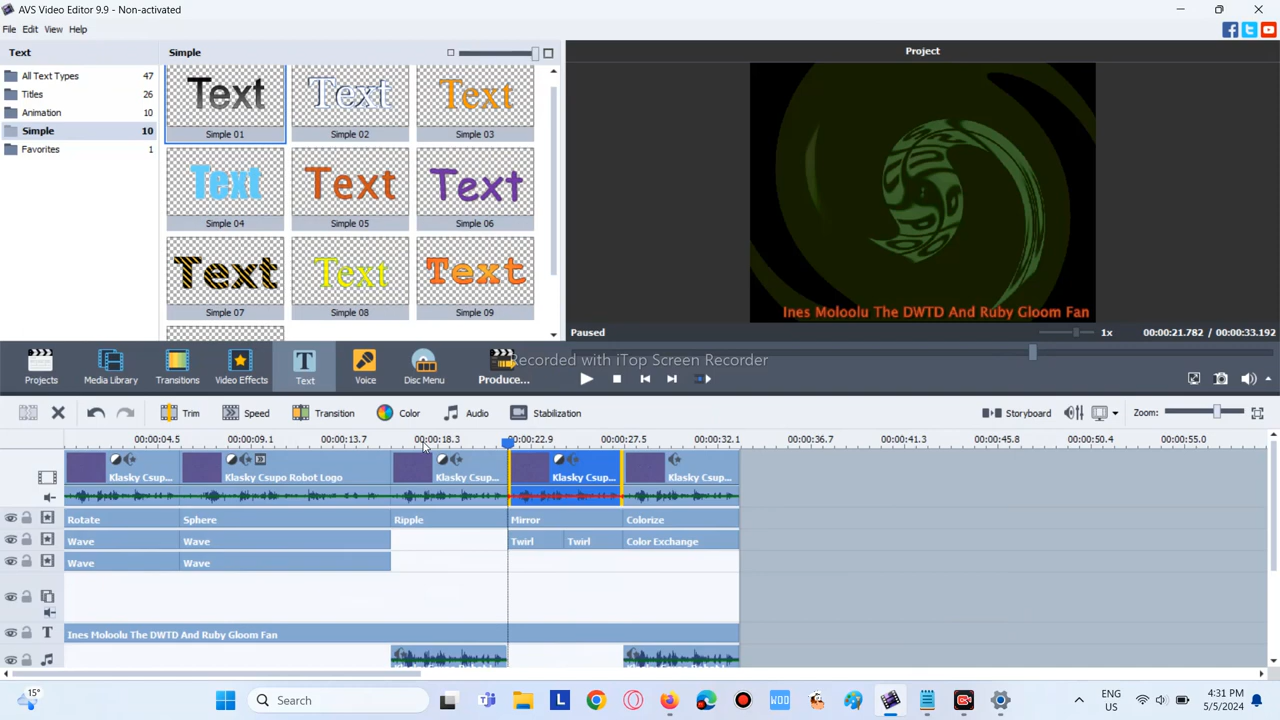 AVS Video Editor 9.9 - Non-activated
File Edit View Help
Text
Simple
Project
All Text Types 47
Titles 26
Animation 10
Simple 10
Favorites 1
Text Text Text
Simple 01 Simple 02 Simple 03
Text Text Text
Simple 04 Simple 05 Simple 06
Text Text Text
Simple 07 Simple 08 Simple 09
Ines Moloolu The DWTD And Ruby Gloom Fan
Paused 1x 00:00:21.782 / 00:00:33.192
Recorded with iTop Screen Recorder
Projects Media Library Transitions Video Effects T Text Voice Disc Menu Produce...
Trim Speed Transition Color Audio Stabilization Storyboard Zoom:
00:00:04.5 00:00:09.1 00:00:13.7 00:00:18.3 00:00:22.9 00:00:27.5 00:00:32.1 00:00:36.7 00:00:41.3 00:00:45.8 00:00:50.4 00:00:55.0
Klasky Csup... Klasky Csupo Robot Logo Klasky Csup... Klasky Csup... Klasky Csup...
Rotate Sphere Ripple Mirror Colorize
Wave Wave Twirl Twirl Color Exchange
Wave Wave
T Ines Moloolu The DWTD And Ruby Gloom Fan
15°
Search
L
WOO
ENG
US
4:31 PM
5/5/2024